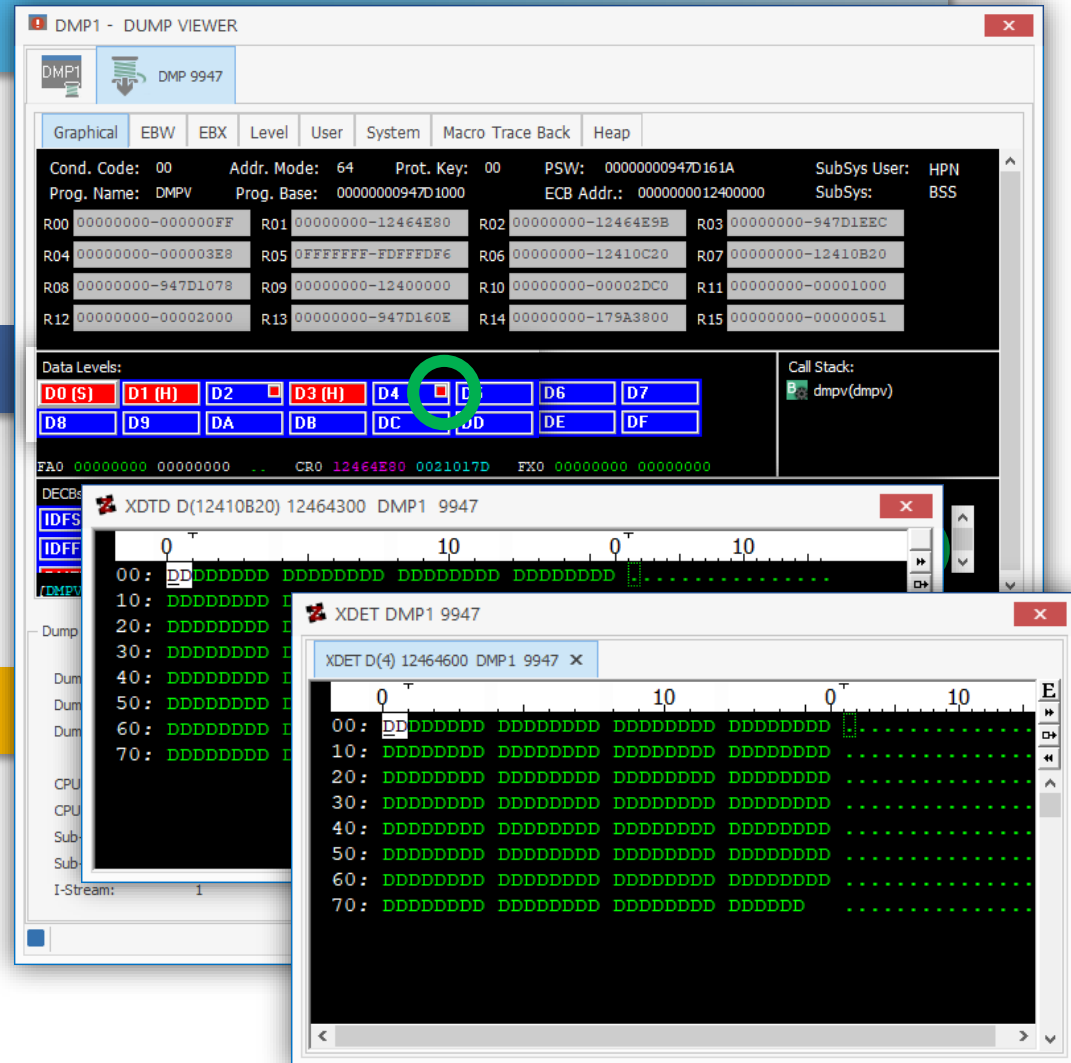 DMP1 - DUMP VIEWER
DMP1
DMP 9947
Graphical EBW EBX Level User System Macro Trace Back Heap
Cond. Code: 00 Addr. Mode: 64 Prot. Key: 00 PSW: 00000000947D161A SubSys User: HPN
Prog. Name: DMPV Prog. Base: 00000000947D1000 ECB Addr.: 0000000012400000 SubSys: BSS
R00 00000000-000000FF R01 00000000-12464E80 R02 00000000-12464E9B R03 00000000-947D1EEC
R04 00000000-000003E8 R05 0FFFFFFF-FDFFFDF6 R06 00000000-12410C20 R07 00000000-12410B20
R08 00000000-947D1078 R09 00000000-12400000 R10 00000000-00002DC0 R11 00000000-00001000
R12 00000000-00002000 R13 00000000-947D160E R14 00000000-179A3800 R15 00000000-00000051
Data Levels:
D0 (S) D1 (H) D2 D3 (H) D4 D6 D7
D8 D9 DA DB DC DD DE DF
Call Stack:
dmpv(dmpv)
FA0 00000000 00000000 .. CR0 12464E80 0021017D FX0 00000000 00000000
DECBs
IDFS
IDFF
(DMPV
XDTD D(12410B20) 12464300 DMP1 9947
0 10 0 10
00: DDDDDDDD DDDDDDDD DDDDDDDD DDDDDDDD ................
10: DDDDDDDD D
20: DDDDDDDD D
30: DDDDDDDD D
40: DDDDDDDD D
50: DDDDDDDD D
60: DDDDDDDD D
70: DDDDDDDD D
Dump
Dum
Dum
Dum
CPU
CPU
Sub-
Sub-
I-Stream: 1
XDET DMP1 9947
XDET D(4) 12464600 DMP1 9947
0 10 0 10
E
00: DDDDDDDD DDDDDDDD DDDDDDDD DDDDDDDD ................
10: DDDDDDDD DDDDDDDD DDDDDDDD DDDDDDDD ................
20: DDDDDDDD DDDDDDDD DDDDDDDD DDDDDDDD ................
30: DDDDDDDD DDDDDDDD DDDDDDDD DDDDDDDD ................
40: DDDDDDDD DDDDDDDD DDDDDDDD DDDDDDDD ................
50: DDDDDDDD DDDDDDDD DDDDDDDD DDDDDDDD ................
60: DDDDDDDD DDDDDDDD DDDDDDDD DDDDDDDD ................
70: DDDDDDDD DDDDDDDD DDDDDDDD DDDDDD ................